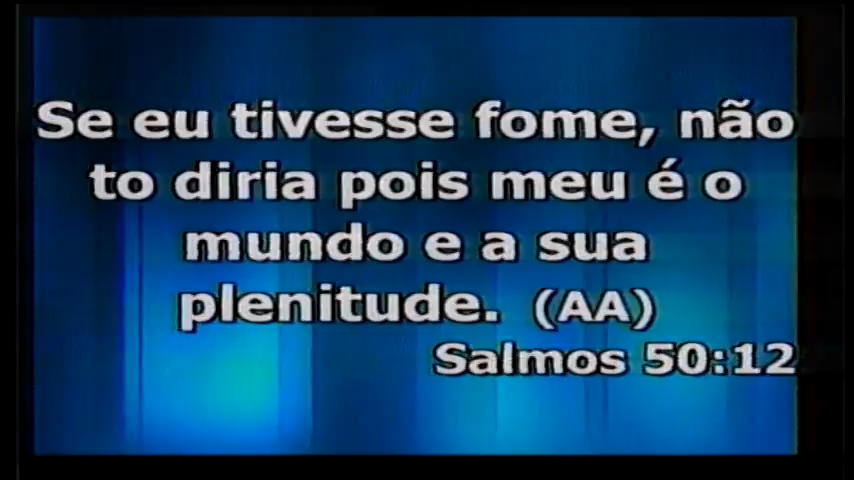 Se eu tivesse fome, não
to diria pois meu é o
mundo e a sua
plenitude. (AA)
Salmos 50:12